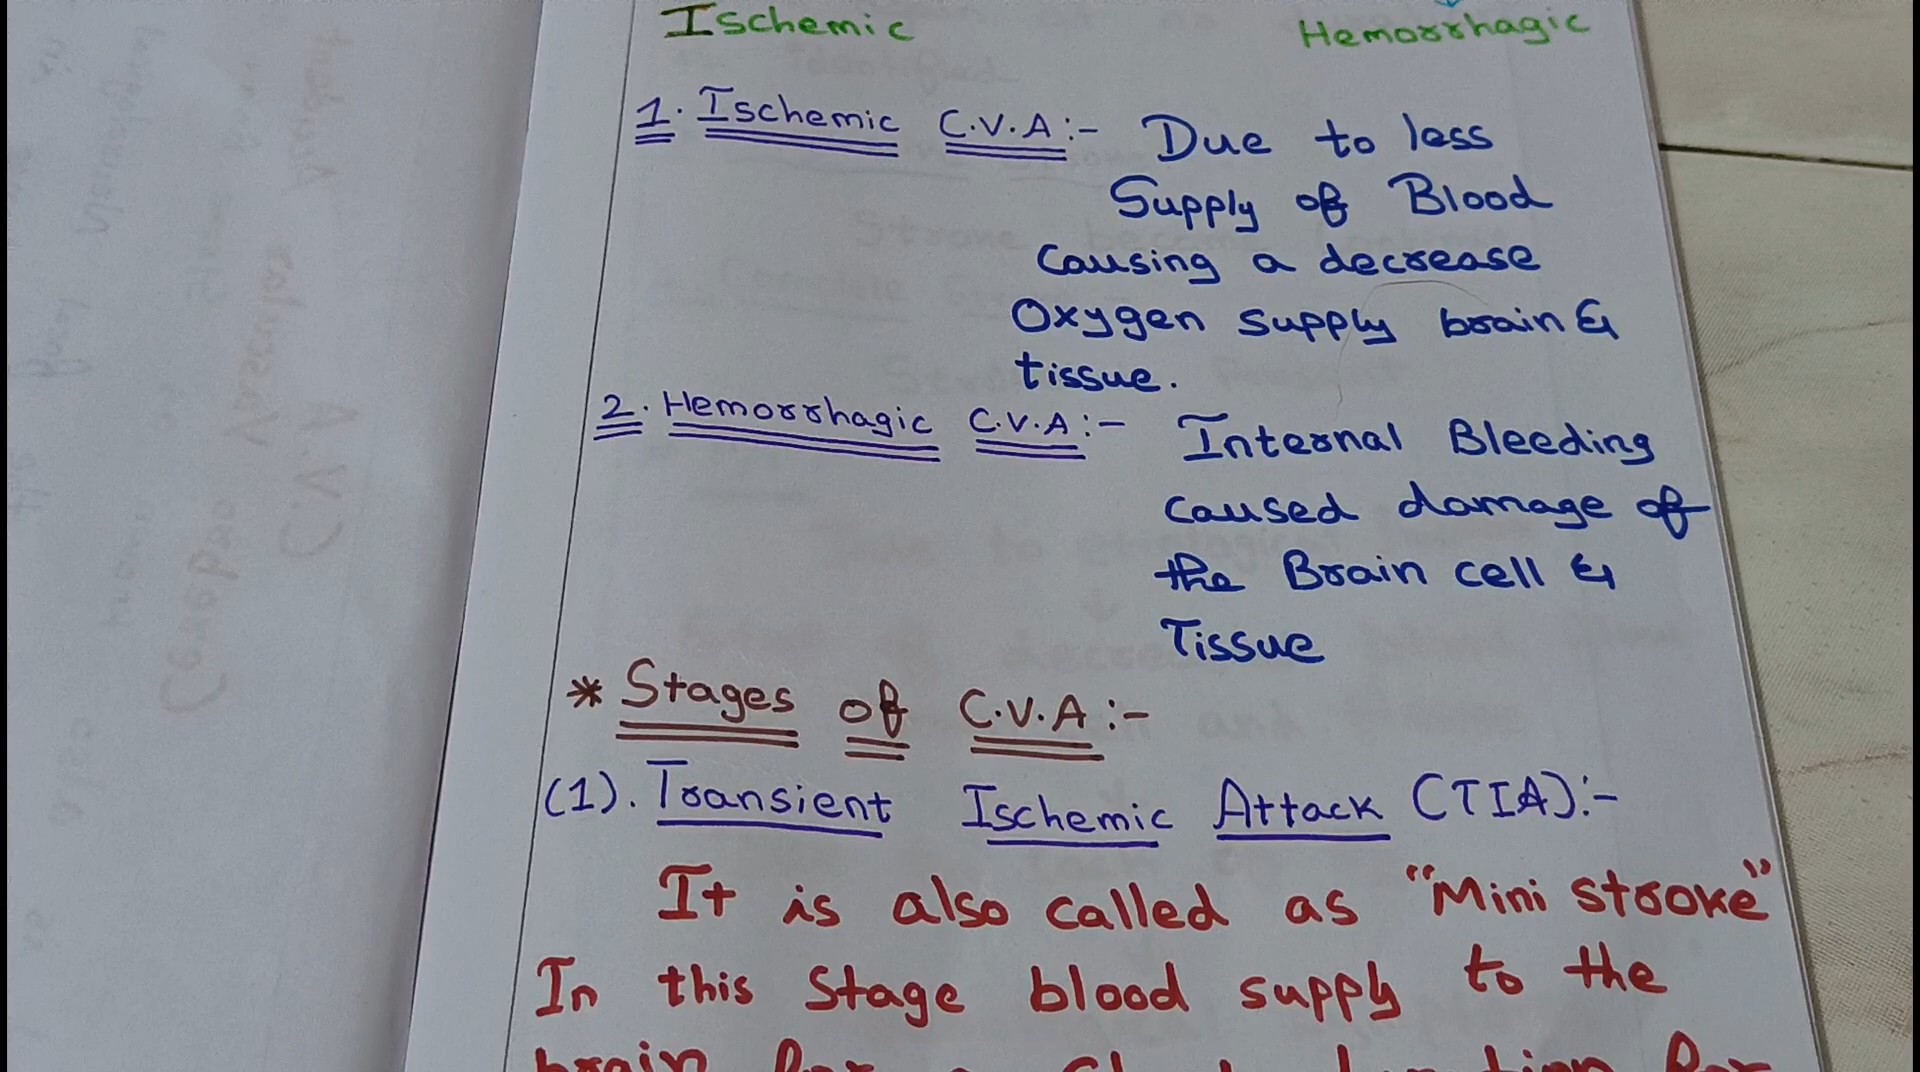 Ischemic Hemorrhagic
1. Ischemic C.V.A:- Due to less
Supply of Blood
Causing a decrease
Oxygen supply brain &
tissue.
2. Hemorrhagic C.V.A:- Internal Bleeding
caused damage of
the Brain cell &
Tissue
* Stages of C.V.A:-
(1). Transient Ischemic Attack (TIA):-
It is also called as "Mini stroke"
In this Stage blood supply to the
brain for a